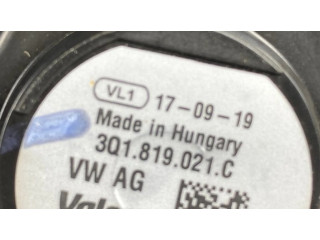 VL1 17-09-19
Made in Hungary
3Q1.819.021.C
VW AG